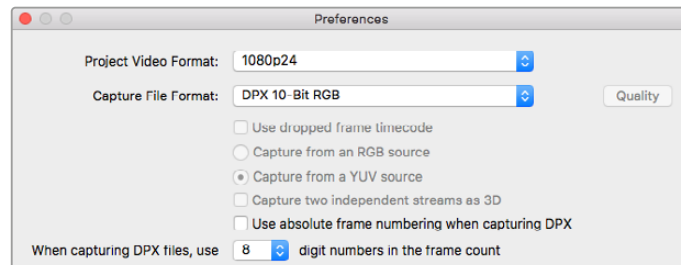 Preferences
Project Video Format: 1080p24
Capture File Format: DPX 10-Bit RGB Quality
Use dropped frame timecode
Capture from an RGB source
Capture from a YUV source
Capture two independent streams as 3D
Use absolute frame numbering when capturing DPX
When capturing DPX files, use 8 digit numbers in the frame count